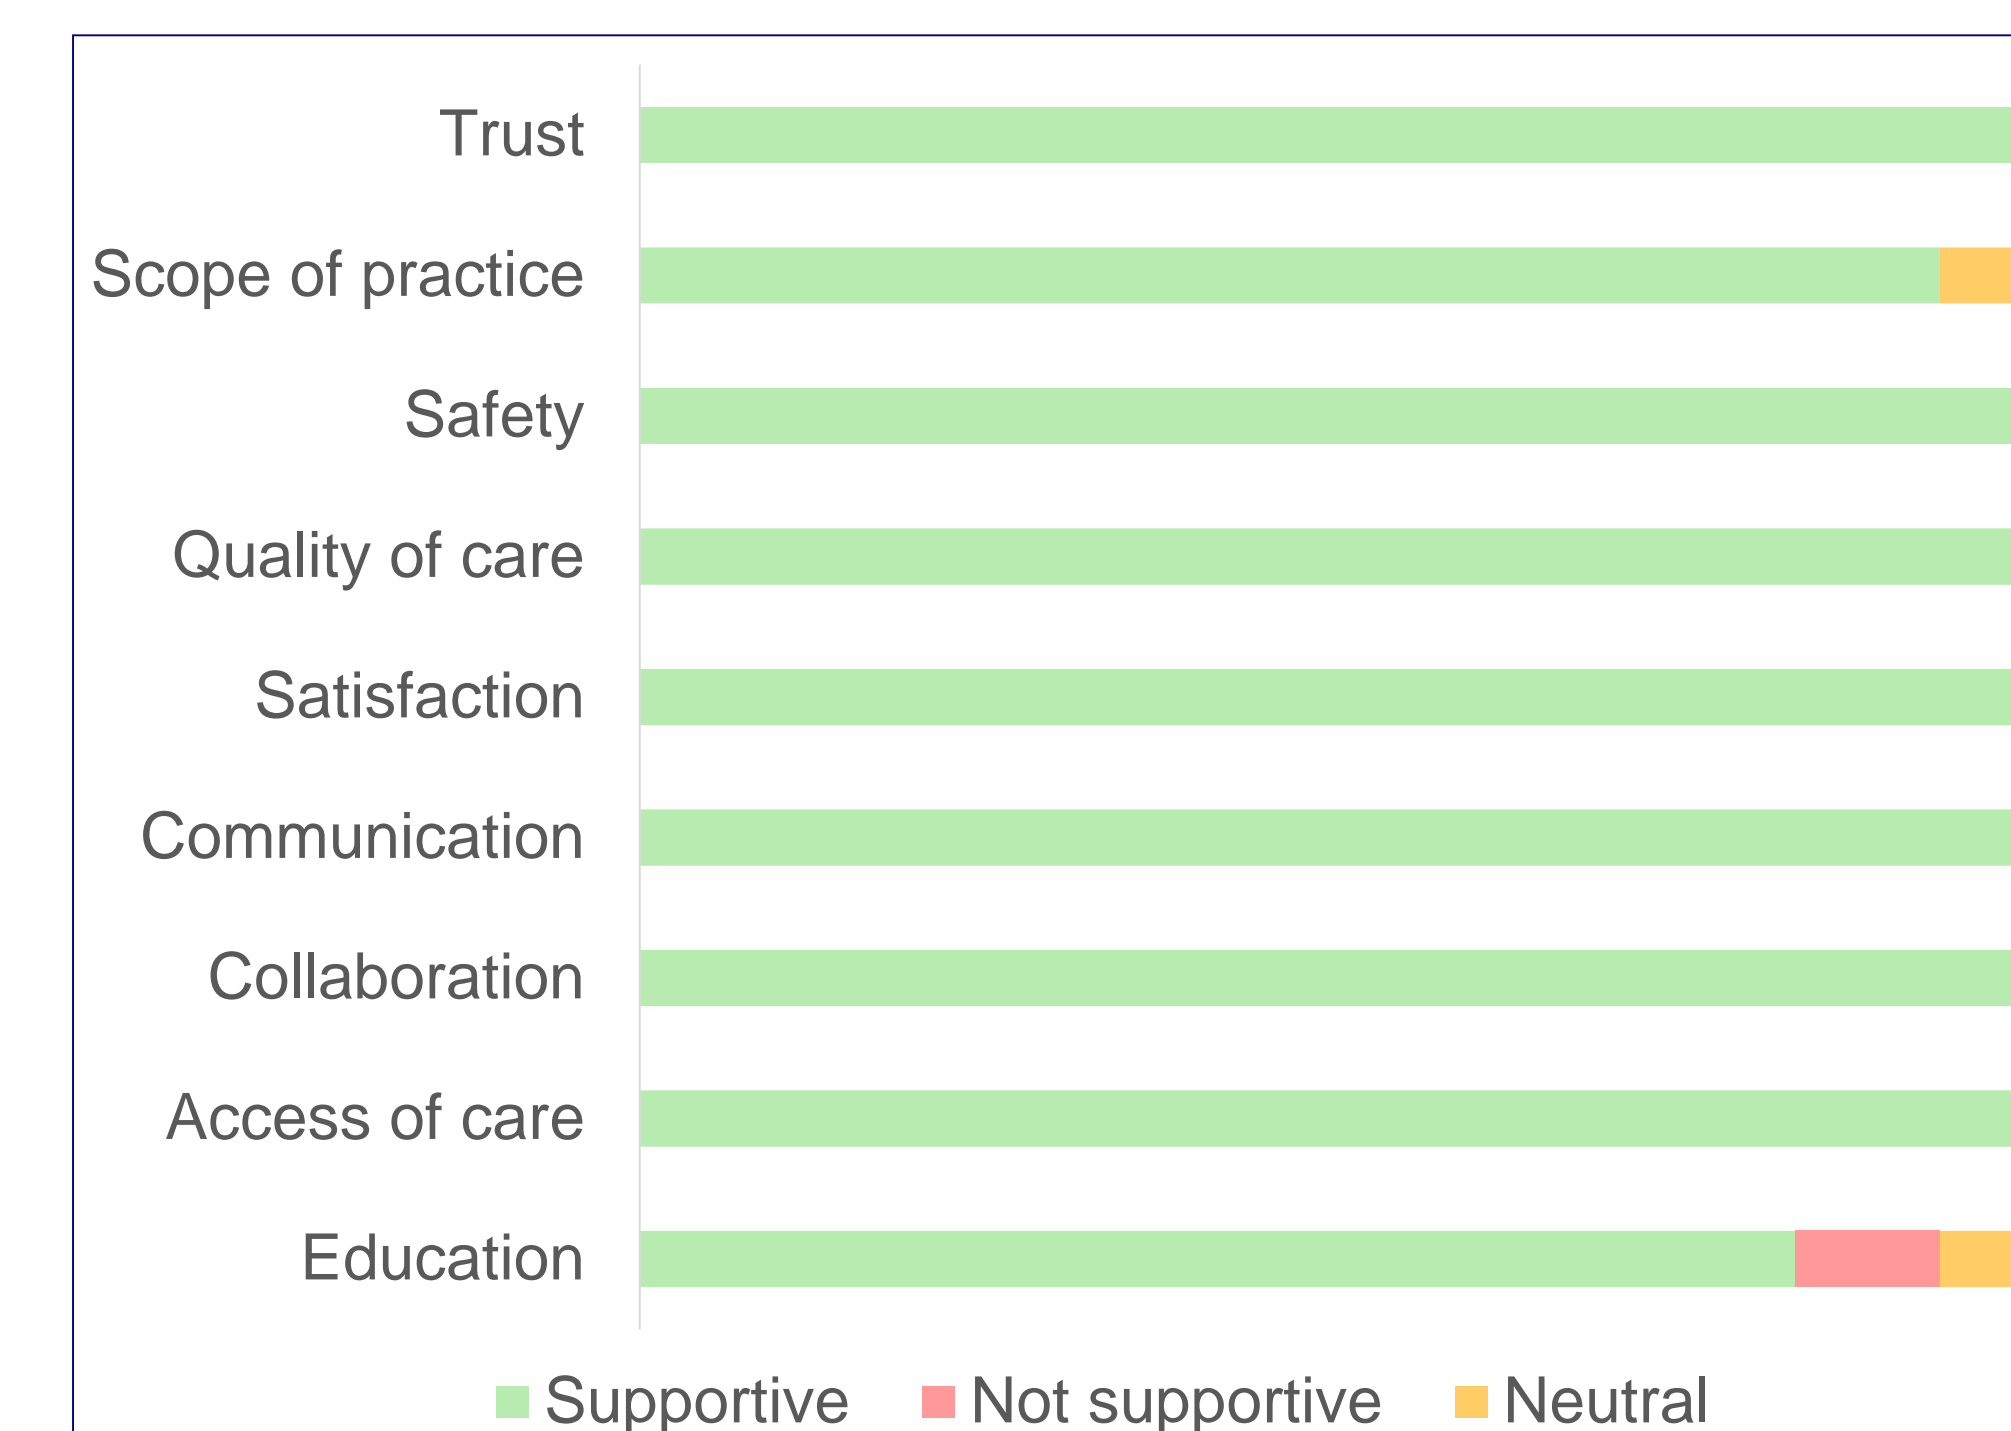 Trust
Scope of practice
Safety
Quality of care
Satisfaction
Communication
Collaboration
Access of care
Education
Supportive Not supportive Neutral